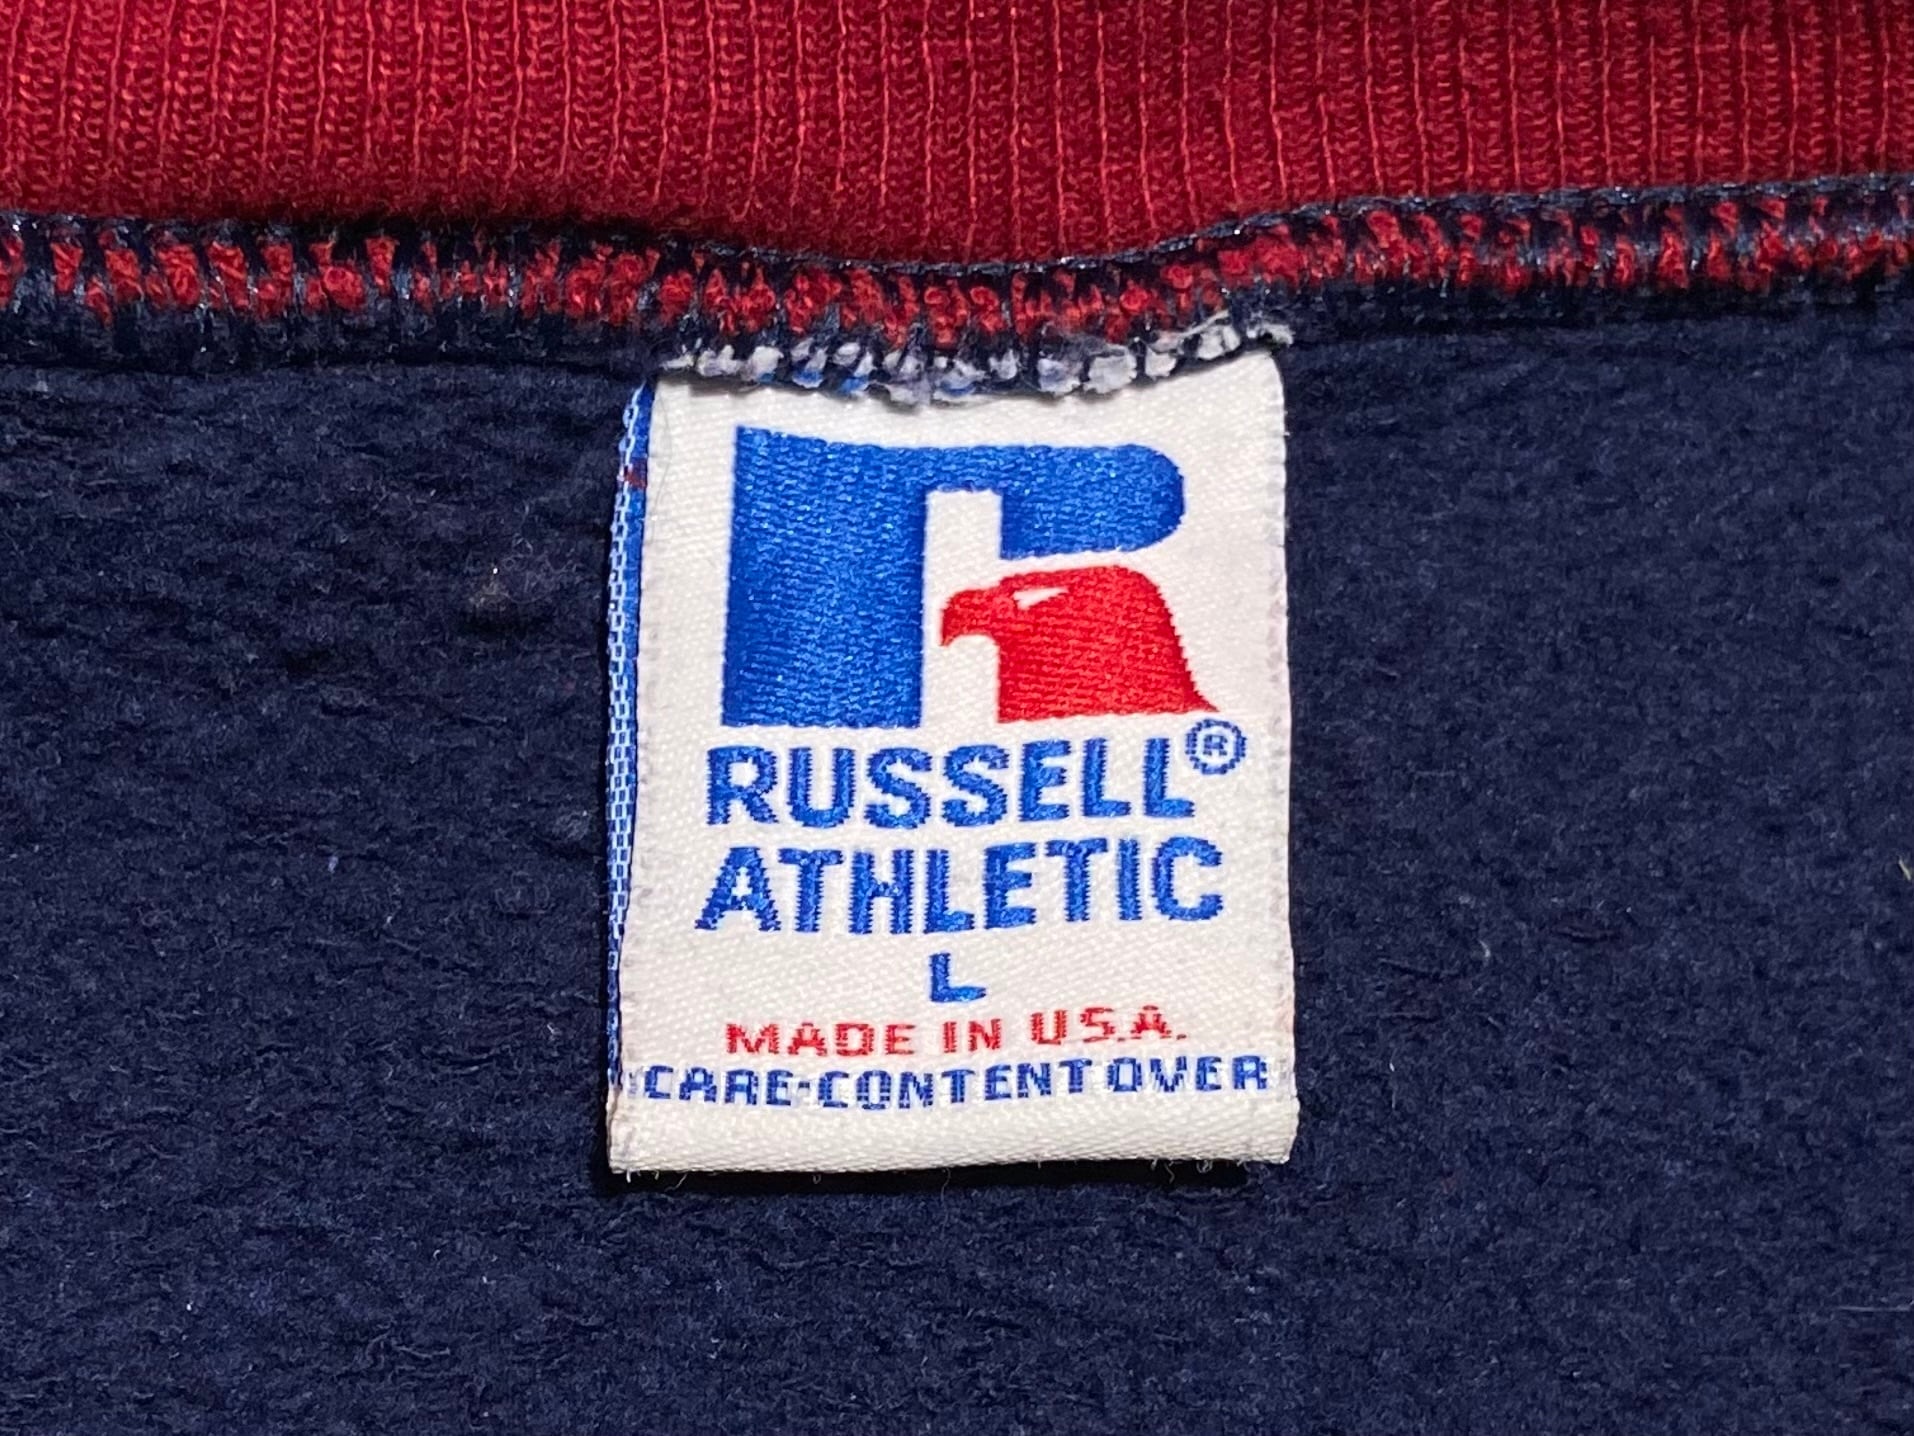 R
RUSSELL®
ATHLETIC
L
MADE IN U.S.A.
CARE-CONTENT OVER